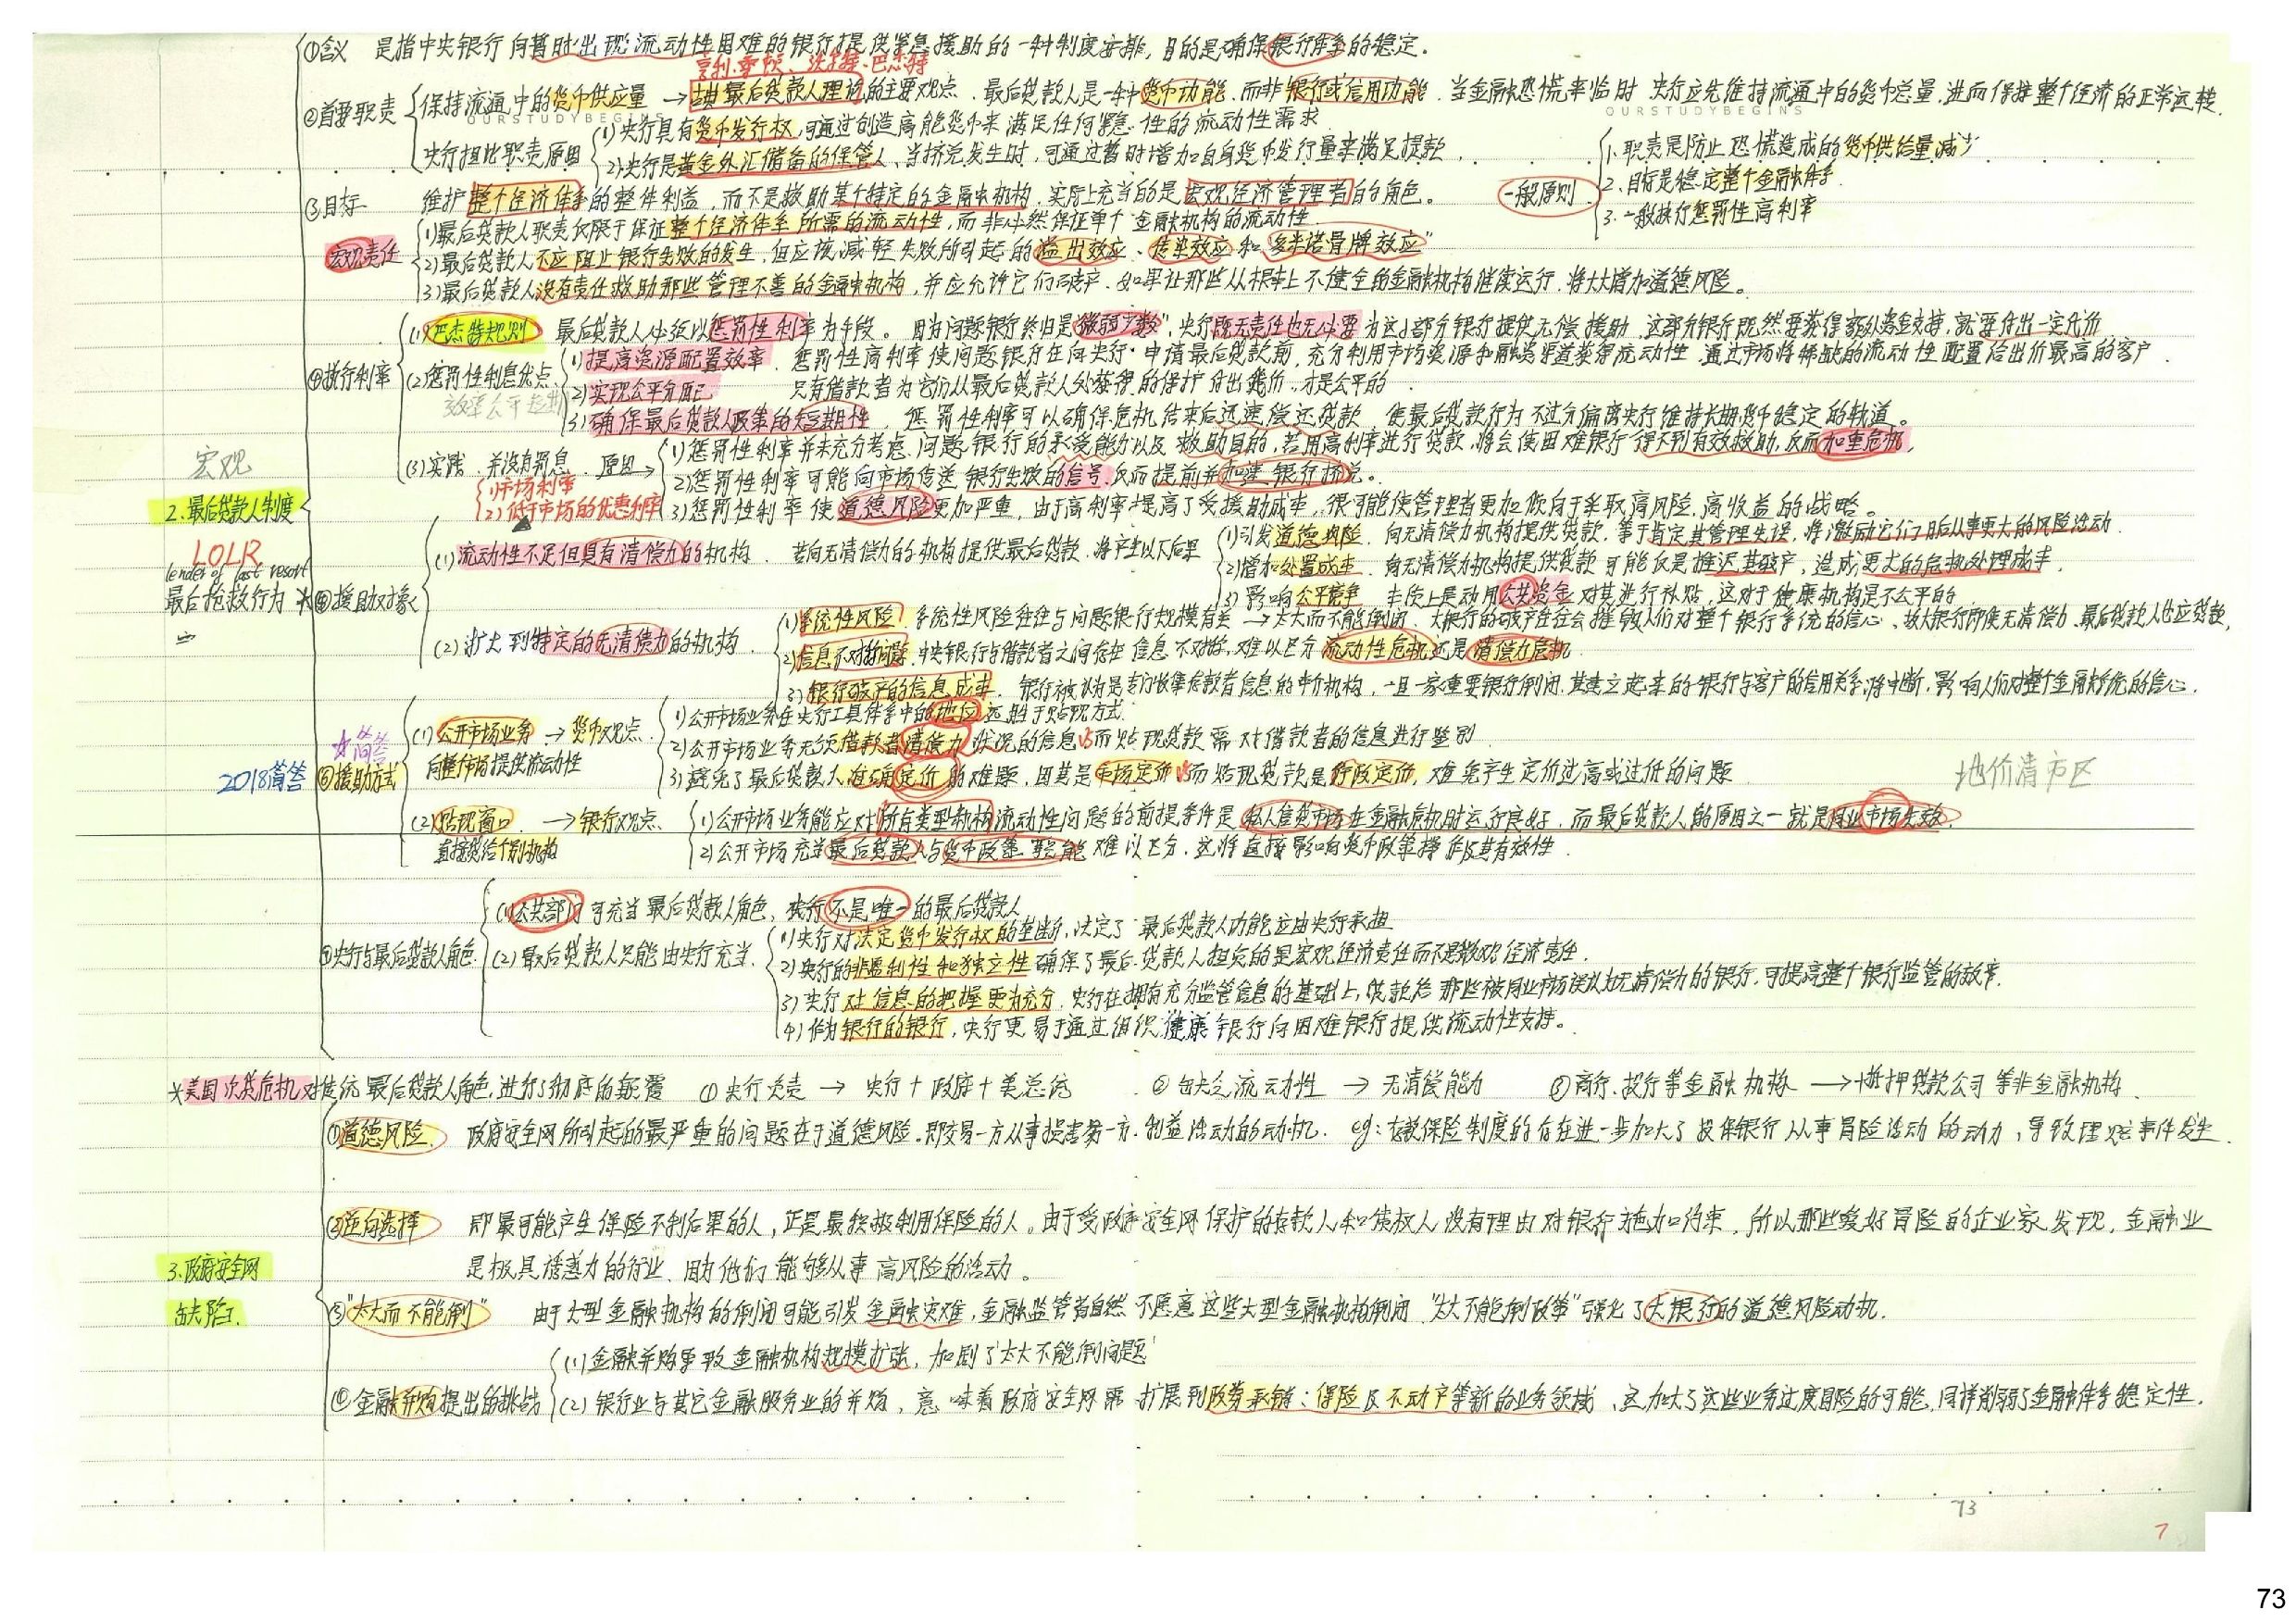 ①含义 是指中央银行向暂时出现流动性困难的银行提供紧急援助的一种制度安排,目的是确保银行体系的稳定。
亨利·桑顿、沃尔特·巴杰特
②首要职责
保持流通中的货币供应量 → 古典最后贷款人理论的主要观点. 最后贷款人是一种货币功能,而非银行或信用功能. 当金融恐慌来临时 央行应先维持流通中的货币总量,进而保持整个经济的正常运转.
OURSTUDYBEGINS
OURSTUDYBEGINS
央行担此职责原因
(1)央行具有货币发行权,可通过创造高能货币来满足任何紧急性的流动性需求
2)央行是黄金外汇储备的保管人,当挤兑发生时,可通过暂时增加自身货币发行量来满足提款
一般原则
1.职责是防止恐慌造成的货币供给量减少
2.目标是稳定整个金融体系
3.一般执行惩罚性高利率
③目标 维护整个经济体系的整体利益,而不是救助某个特定的金融机构,实际上充当的是宏观经济管理者的角色。
宏观责任
1)最后贷款人职责仅限于保证整个经济体系所需的流动性,而非必然保证单个金融机构的流动性
2)最后贷款人不应阻止银行失败的发生,但应该减轻失败所引起的溢出效应、传染效应和"多米诺骨牌效应"
3)最后贷款人没有责任救助那些管理不善的金融机构,并应允许它们破产.如果让那些从根本上不健全的金融机构继续运行,将大大增加道德风险。
④执行利率
(1)巴杰特规则 最后贷款人必须以惩罚性利率为手段。因为问题银行终归是"微弱少数",央行既无责任也无必要为这小部分银行提供无偿援助,这部分银行既然要获得额外资金支持,就要付出一定代价
(2)惩罚性利息优点
效率公平短期
1)提高资源配置效率. 惩罚性高利率使问题银行在向央行申请最后贷款前,充分利用市场资源和融资渠道获得流动性 通过市场将稀缺的流动性配置给出价最高的客户.
2)实现公平分配 只有借款者为它们从最后贷款人处获得的保护付出代价,才是公平的
3)确保最后贷款人政策的短期性. 惩罚性利率可以确保危机结束后迅速偿还贷款 使最后贷款行为不过分偏离央行维持长期货币稳定的轨道。
(3)实践 并没有罚息. 原因→
1)市场利率
2)低于市场的优惠利率
1)惩罚性利率并未充分考虑问题银行的承受能力以及救助目的,若用高利率进行贷款,将会使困难银行得不到有效救助,反而加重危机,
2)惩罚性利率可能向市场传送银行失败的信号,反而提前并加速银行挤兑。
3)惩罚性利率使道德风险更加严重,由于高利率提高了受援助成本,很可能使管理者更加倾向于采取高风险.高收益的战略。
宏观
2.最后贷款人制度
LOLR
lender of last resort
最后抢救行为
⑤援助对象
(1)流动性不足但具有清偿力的机构. 若向无清偿力的机构提供最后贷款,将产生以下后果
1)引发道德风险. 向无清偿力机构提供贷款,等于肯定其管理失误,将激励它们日后从事更大的风险活动.
2)增加处置成本. 向无清偿力机构提供贷款可能仅是推迟其破产,造成更大的危机处理成本.
3)影响公平竞争 本质上是动用公共资金对其进行补贴,这对于健康机构是不公平的
(2)扩大到特定的无清偿力的机构.
1)系统性风险. 系统性风险往往与问题银行规模有关 → 太大而不能倒闭. 大银行的破产往往会摧毁人们对整个银行系统的信心,故大银行即使无清偿力,最后贷款人也应贷款,
2)信息不对称问题.中央银行与借款者之间存在信息不对称,难以区分流动性危机还是清偿力危机.
3)银行破产的信息成本. 银行被认为是专门收集借款者信息的中介机构,一旦一家重要银行倒闭,其建立起来的银行与客户的信用关系将中断,影响人们对整个金融系统的信心.
☆简答
2018简答
⑥援助方式
(1)公开市场业务 → 货币观点.
向整个市场提供流动性
1)公开市场业务在央行工具体系中的地位远胜于贴现方式.
2)公开市场业务无须借款者清偿力状况的信息 而贴现贷款需对借款者的信息进行鉴别.
3)避免了最后贷款人准确定价的难题,因其是市场定价 而贴现贷款是行政定价,难免产生定价过高或过低的问题
地价清方区
(2)贴现窗口. → 银行观点.
直接贷给个别机构
1)公开市场业务能应对所有类型机构流动性问题的前提条件是私人信贷市场在金融危机时运行良好,而最后贷款人的原因之一就是同业市场失效.
2)公开市场充当最后贷款人与货币政策职能难以区分,这将直接影响货币政策操作及其有效性.
⑦央行与最后贷款人角色
(1)公共部门可充当最后贷款人角色,央行不是唯一的最后贷款人
(2)最后贷款人只能由央行充当.
1)央行对法定货币发行权的垄断,决定了最后贷款人功能应由央行承担
2)央行的非盈利性和独立性确保了最后贷款人担负的是宏观经济责任而不是微观经济责任.
3)央行对信息的把握更为充分.央行在拥有充分监管信息的基础上,贷款给那些被同业市场误认为无清偿力的银行,可提高整个银行监管的效率.
4)作为银行的银行,央行更易于通过组织健康银行向困难银行提供流动性支持。
☆美国次贷危机对传统最后贷款人角色进行了彻底的颠覆 ①央行负责 → 央行+政府+美总统 ②缺乏流动性 → 无清偿能力 ③商行、投行等金融机构 → 抵押贷款公司等非金融机构.
3.政府安全网
缺陷.
①道德风险. 政府安全网所引起的最严重的问题在于道德风险.即交易一方从事损害另一方利益活动的动机. eg:存款保险制度的存在进一步加大了投保银行从事冒险活动的动力,导致理赔事件发生.
②逆向选择 即最可能产生保险不利后果的人,正是最积极利用保险的人。由于受政府安全网保护的存款人和债权人没有理由对银行施加约束,所以那些爱好冒险的企业家发现,金融业
是极具诱惑力的行业,因为他们能够从事高风险的活动。
③"太大而不能倒" 由于大型金融机构的倒闭可能引发金融灾难,金融监管者自然不愿意这些大型金融机构倒闭 "太大不能倒政策"强化了大银行的道德风险动机.
④金融并购提出的挑战
(1)金融并购导致金融机构规模扩张,加剧了"太大不能倒问题"
(2)银行业与其它金融服务业的并购,意味着政府安全网需扩展到政券承销;保险及不动产等新的业务领域,这加大了这些业务过度冒险的可能,同样削弱了金融体系稳定性.
73
7
73